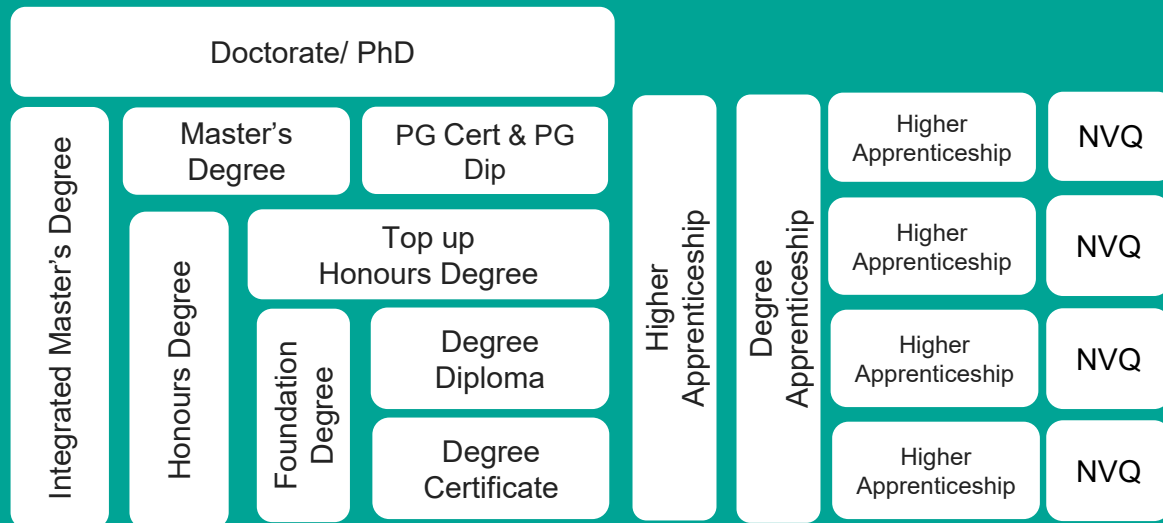 Doctorate/ PhD
Integrated Master's Degree
Master's
Degree
PG Cert & PG
Dip
Honours Degree
Top up
Honours Degree
Foundation
Degree
Degree
Diploma
Degree
Certificate
Higher
Apprenticeship
Degree
Apprenticeship
Higher
Apprenticeship
NVQ
Higher
Apprenticeship
NVQ
Higher
Apprenticeship
NVQ
Higher
Apprenticeship
NVQ